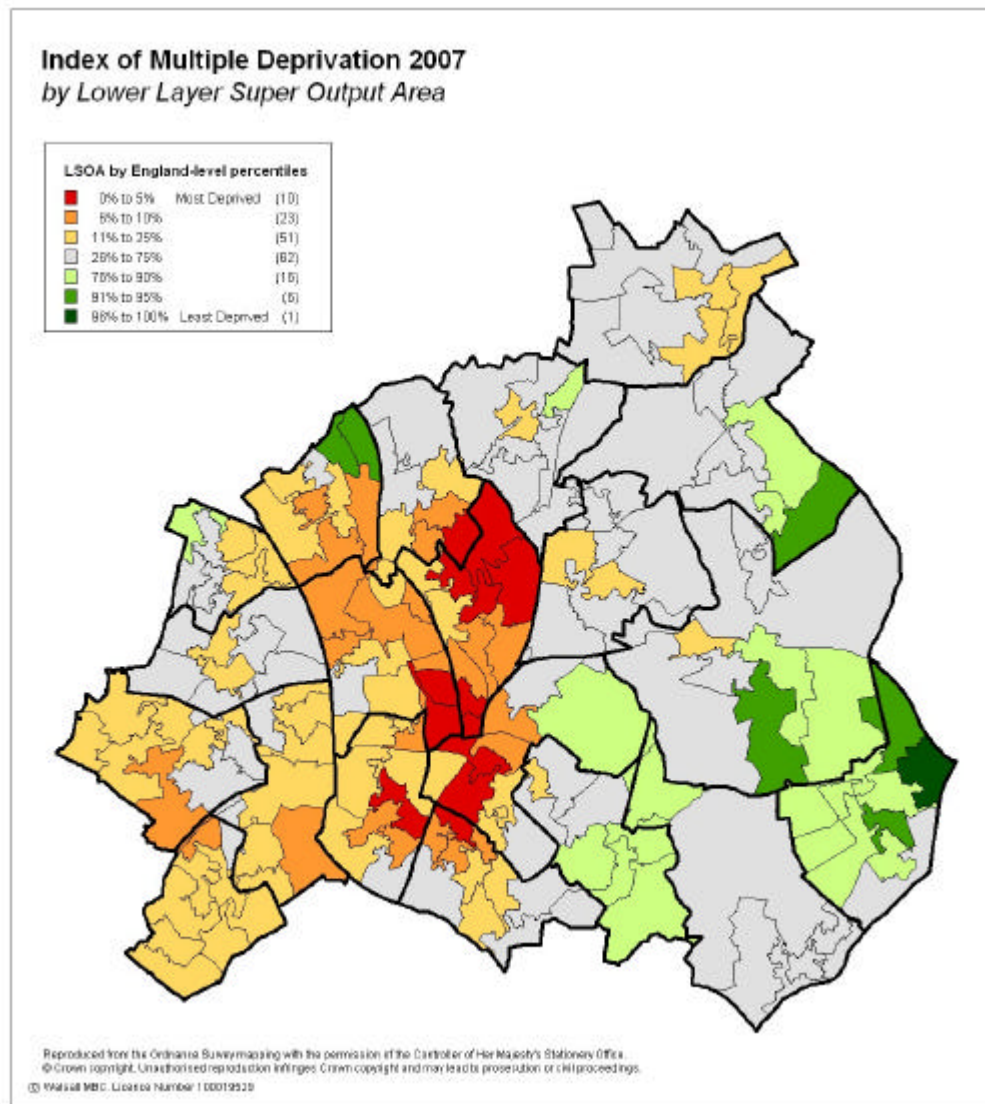 Index of Multiple Deprivation 2007
by Lower Layer Super Output Area
LSOA by England-level percentiles
0% to 5% Most Deprived (10)
6% to 10% (23)
11% to 25% (51)
26% to 75% (62)
76% to 90% (16)
91% to 95% (6)
96% to 100% Least Deprived (1)
Reproduced from the Ordnance Survey mapping with the permission of the Controller of Her Majesty's Stationery Office.
© Crown copyright. Unauthorised reproduction infringes Crown copyright and may lead to prosecution or civil proceedings.
© Walsall MBC. Licence Number 100019529